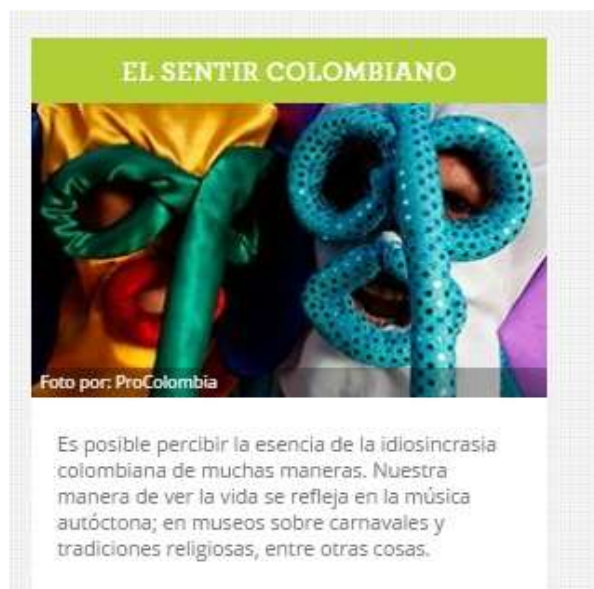 EL SENTIR COLOMBIANO
Foto por: ProColombia
Es posible percibir la esencia de la idiosincrasia
colombiana de muchas maneras. Nuestra
manera de ver la vida se refleja en la música
autóctona; en museos sobre carnavales y
tradiciones religiosas, entre otras cosas.